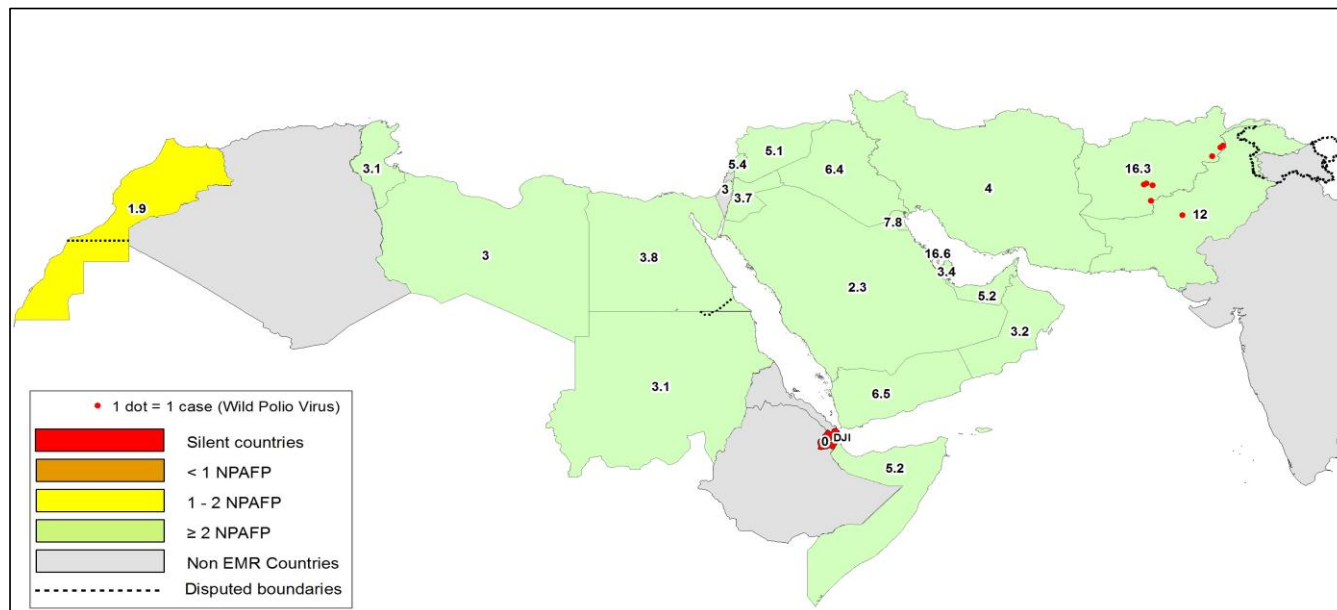 5.1
5.4
6.4
3.1
3
3.7
4
16.3
1.9
7.8
12
3
3.8
16.6
3.4
2.3
5.2
3.2
3.1
6.5
0
DJI
5.2
1 dot = 1 case (Wild Polio Virus)
Silent countries
< 1 NPAFP
1 - 2 NPAFP
≥ 2 NPAFP
Non EMR Countries
Disputed boundaries